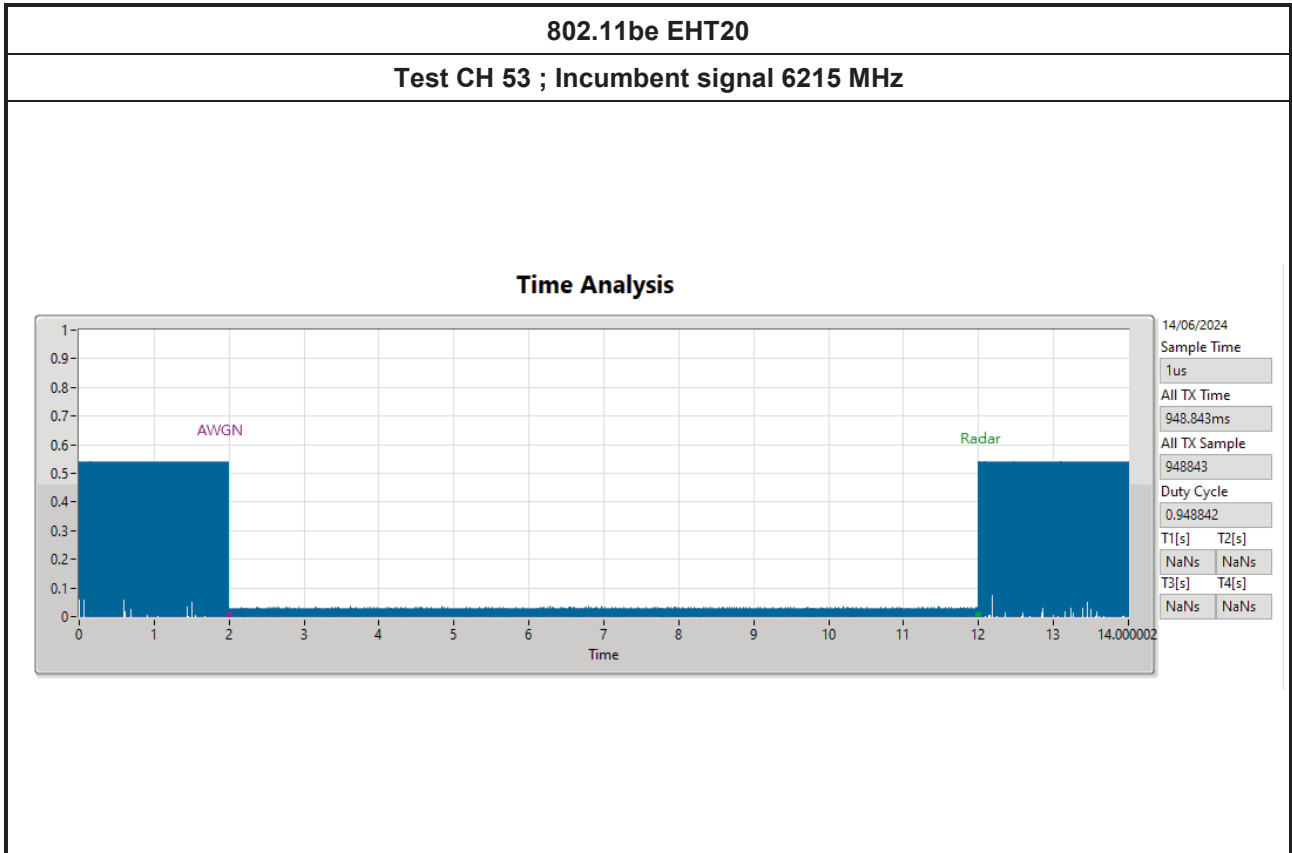 802.11be EHT20
Test CH 53 ; Incumbent signal 6215 MHz
Time Analysis
1
0.9
0.8
0.7
0.6
0.5
0.4
0.3
0.2
0.1
0
AWGN
Radar
0 1 2 3 4 5 6 7 8 9 10 11 12 13 14.000002
Time
14/06/2024
Sample Time
1us
All TX Time
948.843ms
All TX Sample
948843
Duty Cycle
0.948842
T1[s] T2[s]
NaNs NaNs
T3[s] T4[s]
NaNs NaNs